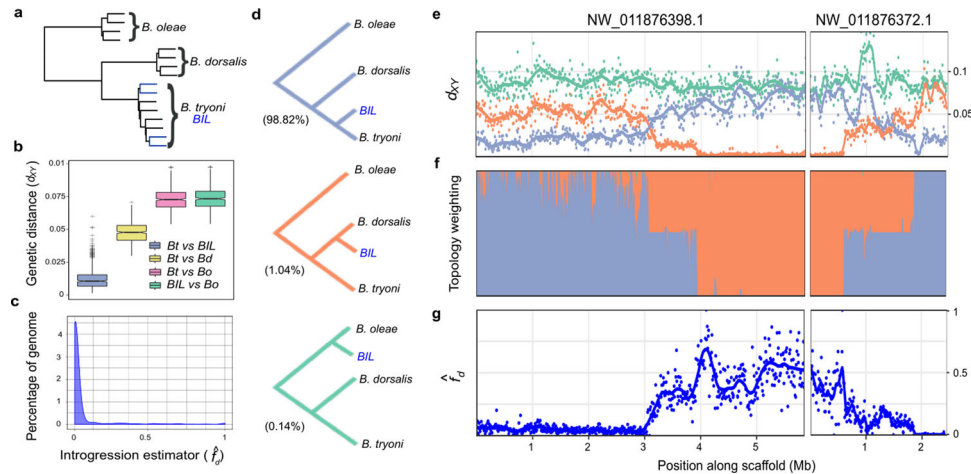 a
B. oleae
B. dorsalis
B. tryoni
BIL
b
Genetic distance (dXY)
0.01
0.075
0.05
0.025
0
Bt vs BIL
Bt vs Bd
Bt vs Bo
BIL vs Bo
c
Percentage of genome
4
3
2
1
0
0
0.5
1
Introgression estimator (f̂d)
d
B. oleae
B. dorsalis
BIL
B. tryoni
(98.82%)
B. oleae
B. dorsalis
BIL
B. tryoni
(1.04%)
B. oleae
BIL
B. dorsalis
B. tryoni
(0.14%)
e
NW_011876398.1
NW_011876372.1
dXY
0.1
0.05
f
Topology weighting
g
f̂d
1
0.5
0
1
2
3
4
5
1
2
Position along scaffold (Mb)